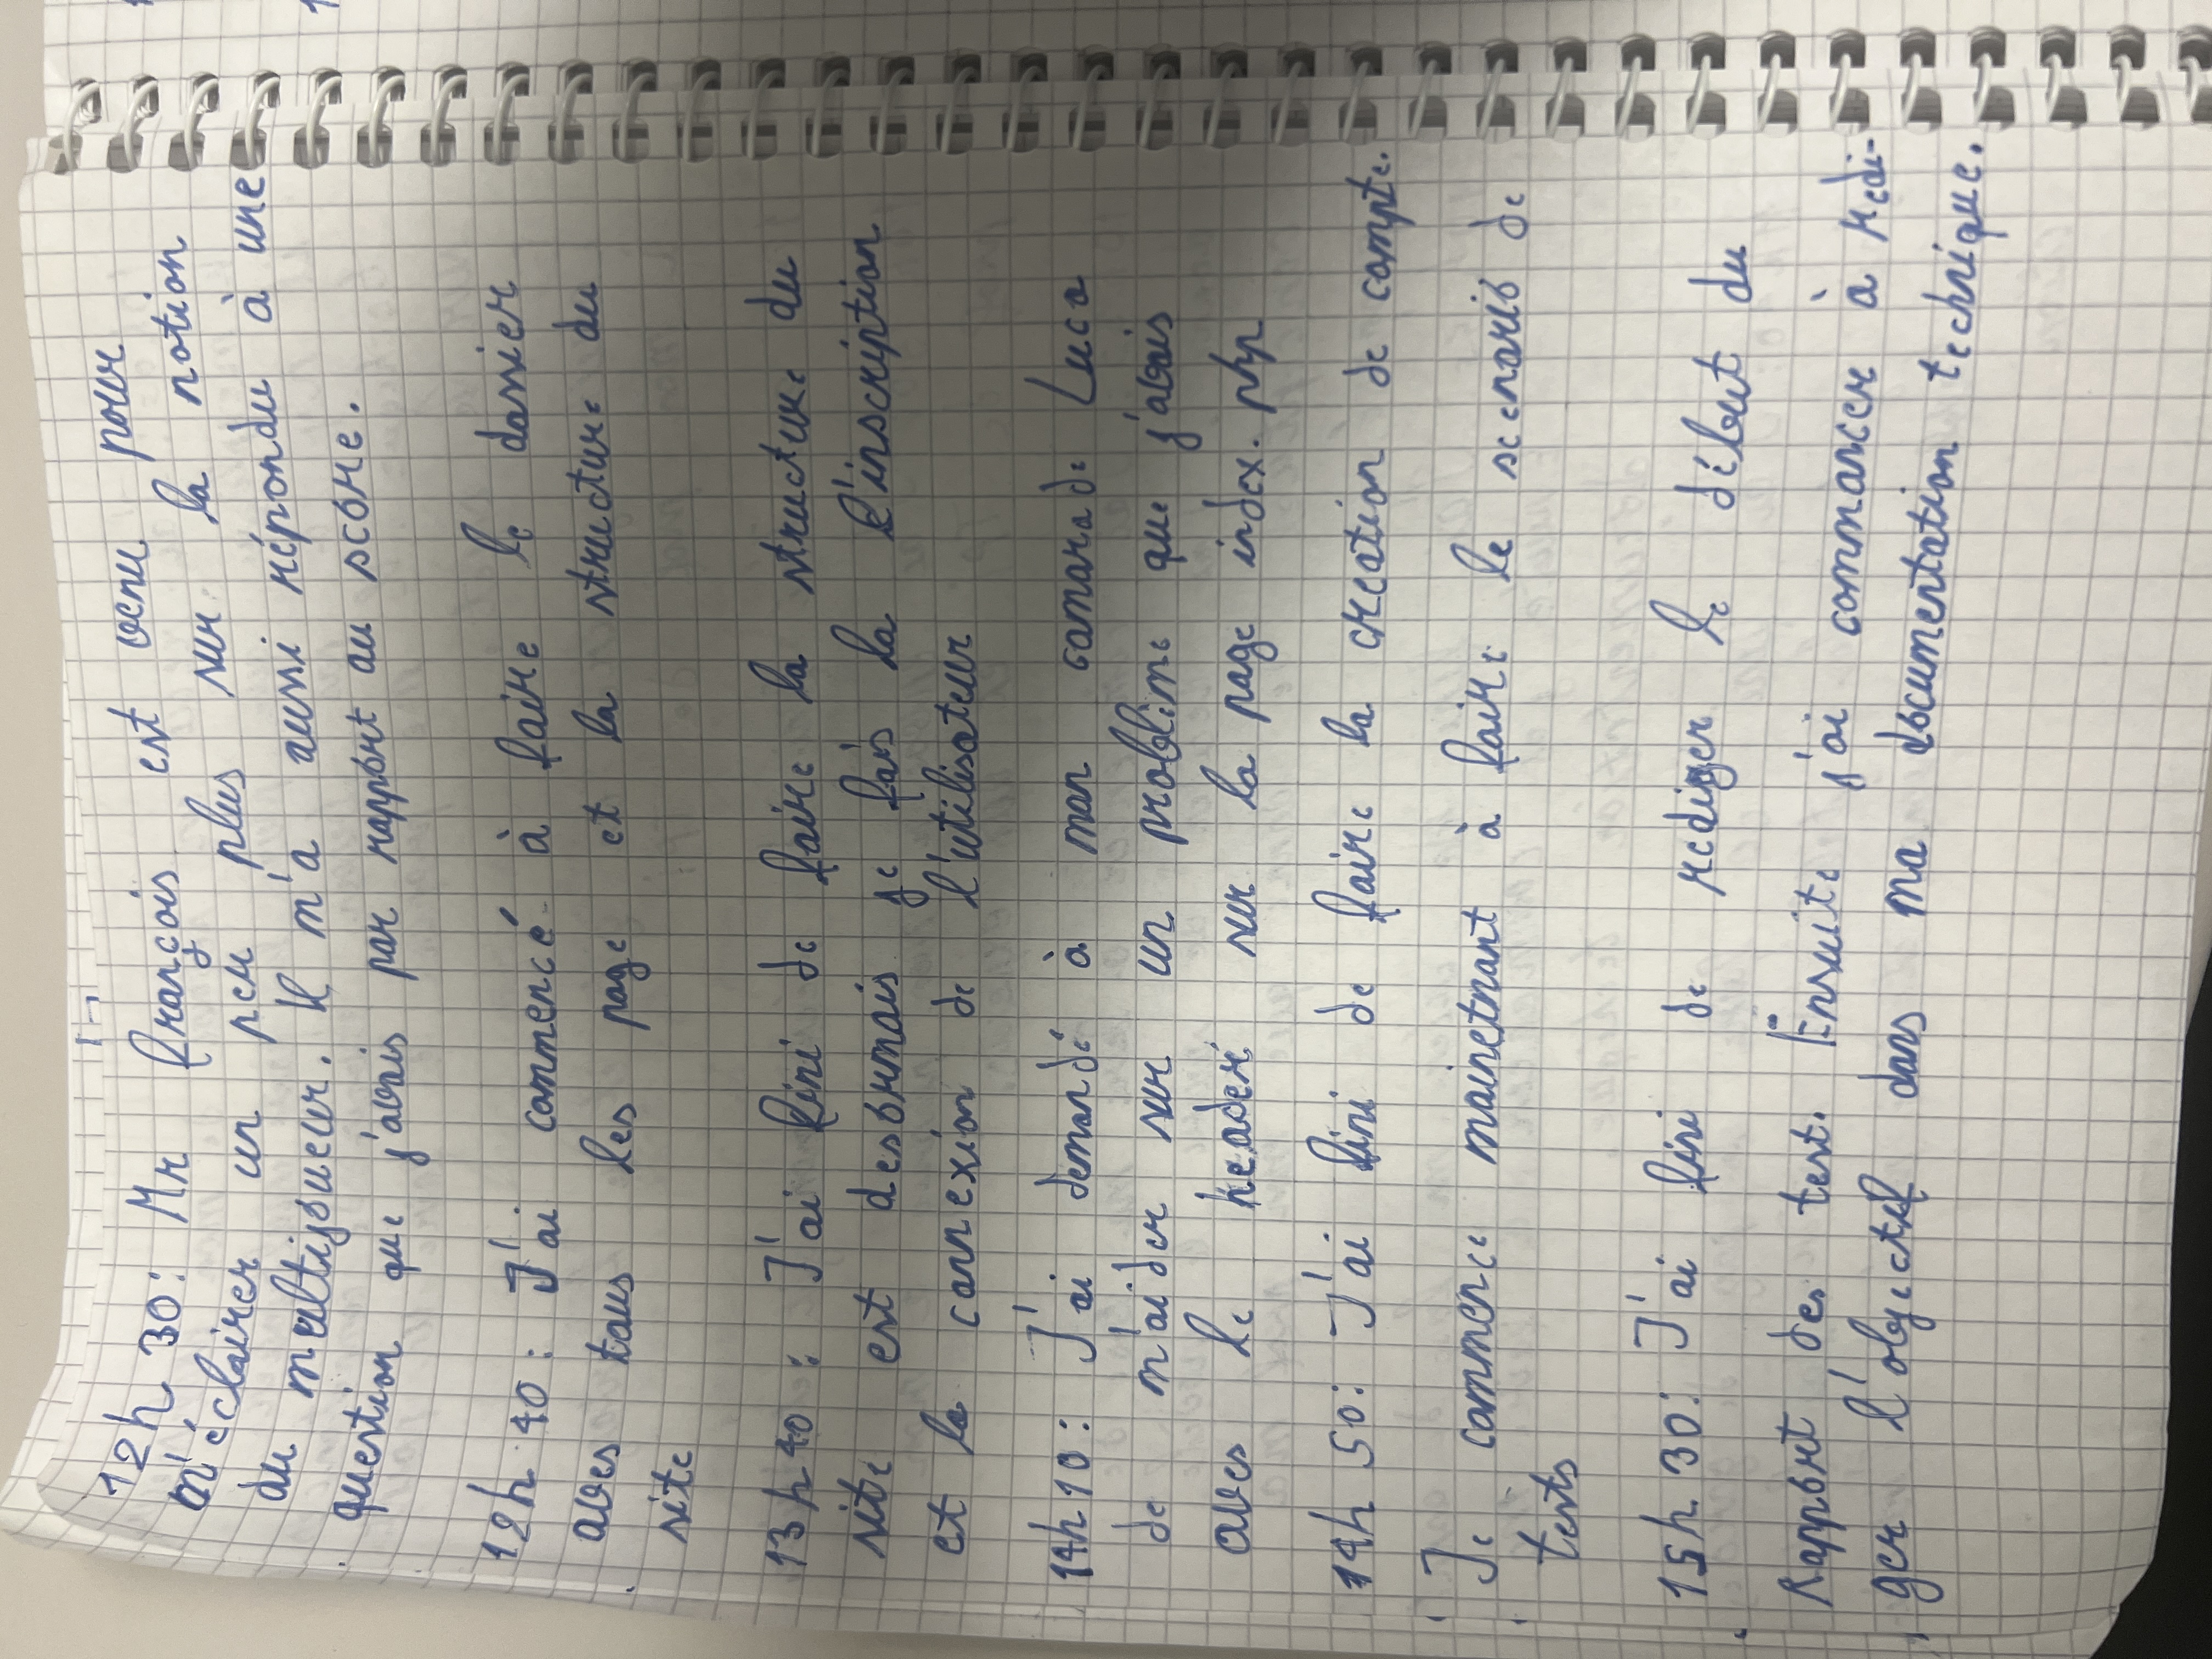 12h 30: Mr François est venu pour
m'éclairer un peu plus sur la notion
du multijoueur. Il m'a aussi répondu à une
question que j'avais par rapport au score.
12h 40: J'ai commencé à faire le dossier
avec tous les page et la structure du
site
13h40: J'ai fini de faire la structure du
site est desormais je fais la l'inscription
et la connexion de l'utilisateur
14h10: J'ai demandé à mon camarade Luca
de m'aider sur un problème que j'avais
avec le header sur la page index.php
14h 50: J'ai fini de faire la creation de compte.
Je commence mainetnant à faire le scenario de
tests
15h 30: J'ai fini de rediger le début du
Rapport des test. Ensuite j'ai commancer à redi-
ger l'objectif dans ma documentation technique.